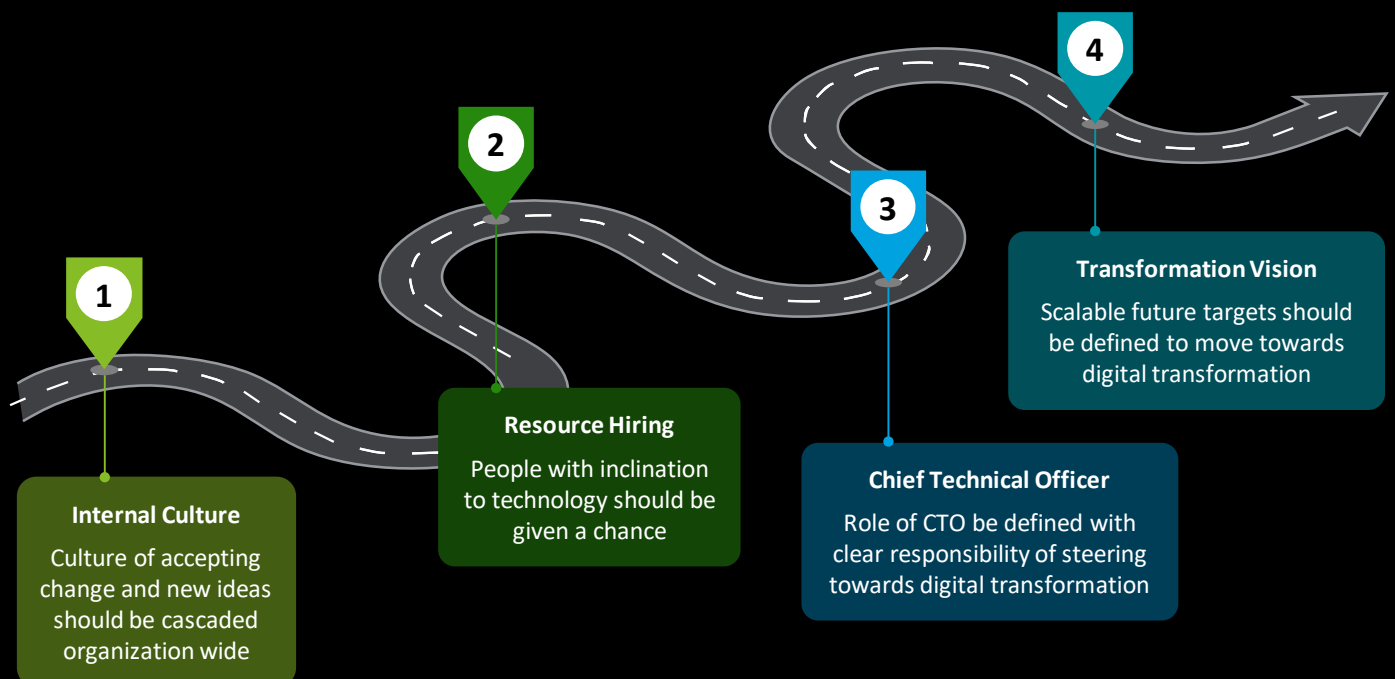 1
Internal Culture
Culture of accepting
change and new ideas
should be cascaded
organization wide
2
Resource Hiring
People with inclination
to technology should be
given a chance
3
Chief Technical Officer
Role of CTO be defined with
clear responsibility of steering
towards digital transformation
4
Transformation Vision
Scalable future targets should
be defined to move towards
digital transformation